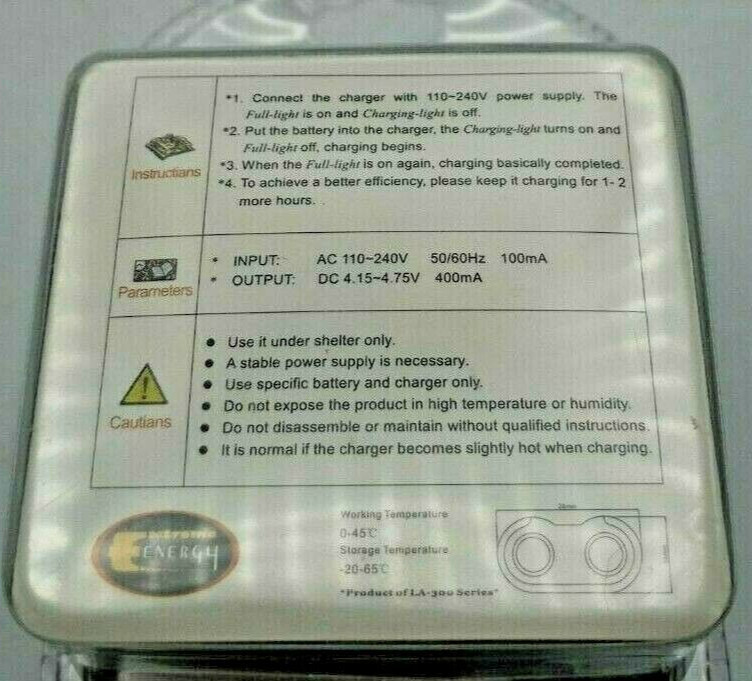 *1. Connect the charger with 110~240V power supply. The
Full-light is on and Charging-light is off.
*2. Put the battery into the charger, the Charging-light turns on and
Full-light off, charging begins.
*3. When the Full-light is on again, charging basically completed.
*4. To achieve a better efficiency, please keep it charging for 1- 2
more hours.
Instructians
* INPUT: AC 110~240V 50/60Hz 100mA
* OUTPUT: DC 4.15~4.75V 400mA
Parameters
● Use it under shelter only.
● A stable power supply is necessary.
● Use specific battery and charger only.
● Do not expose the product in high temperature or humidity.
● Do not disassemble or maintain without qualified instructions.
● It is normal if the charger becomes slightly hot when charging.
Cautians
ENERGY
Working Temperature
0-45℃
Storage Temperature
-20-65℃
*Product of LA-300 Series*